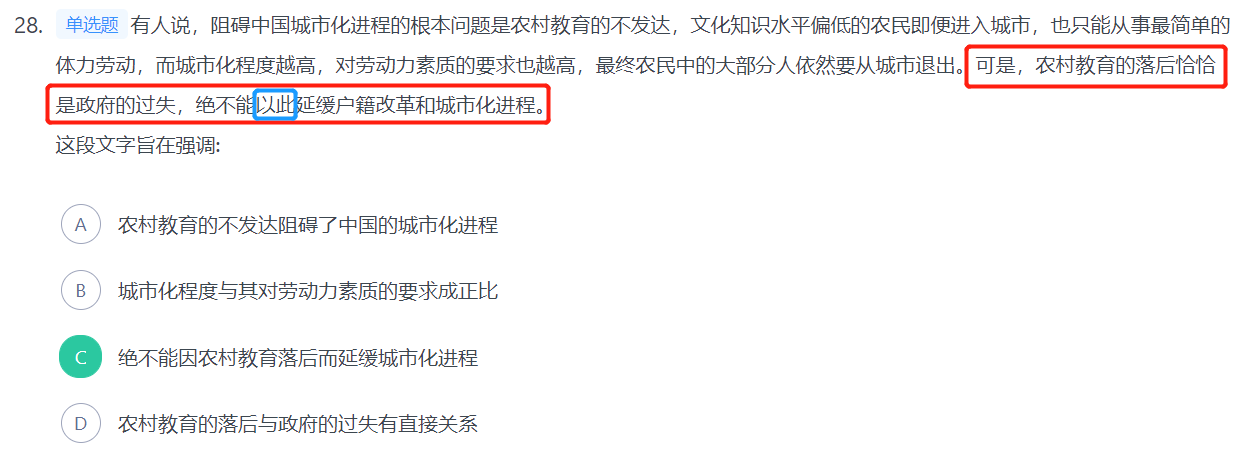 28. 单选题 有人说，阻碍中国城市化进程的根本问题是农村教育的不发达，文化知识水平偏低的农民即便进入城市，也只能从事最简单的
体力劳动，而城市化程度越高，对劳动力素质的要求也越高，最终农民中的大部分人依然要从城市退出。可是，农村教育的落后恰恰
是政府的过失，绝不能以此延缓户籍改革和城市化进程。
这段文字旨在强调:
A 农村教育的不发达阻碍了中国的城市化进程
B 城市化程度与其对劳动力素质的要求成正比
C 绝不能因农村教育落后而延缓城市化进程
D 农村教育的落后与政府的过失有直接关系